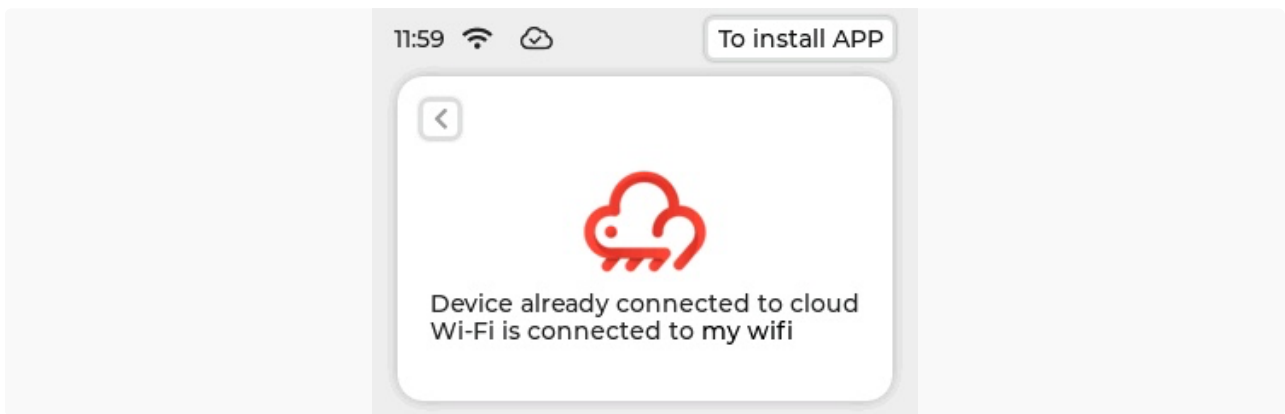 11:59
To install APP
Device already connected to cloud
Wi-Fi is connected to my wifi